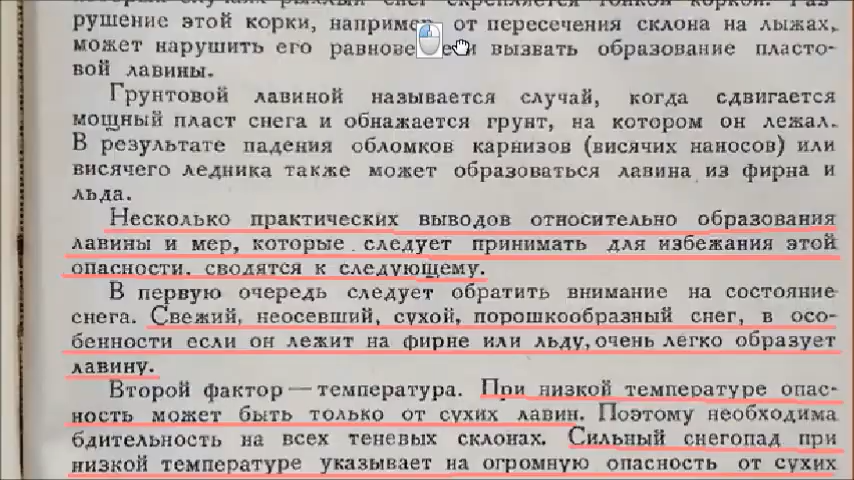 рушение этой корки, например от пересечения склона на лыжах,
может нарушить его и вызвать образование пласто-
вой лавины.
Грунтовой лавиной называется случай, когда сдвигается
мощный пласт снега и обнажается грунт, на котором он лежал.
В результате падения обломков карнизов (висячих наносов) или
висячего ледника также может образоваться лавина из фирна и
льда.
Несколько практических выводов относительно образования
лавины и мер, которые следует принимать для избежания этой
опасности, сводятся к следующему.
В первую очередь следует обратить внимание на состояние
снега. Свежий, неосевший, сухой, порошкообразный снег, в осо-
бенности если он лежит на фирне или льду, очень легко образует
лавину.
Второй фактор — температура. При низкой температуре опас-
ность может быть только от сухих лавин. Поэтому необходима
бдительность на всех теневых склонах. Сильный снегопад при
низкой температуре указывает на огромную опасность от сухих